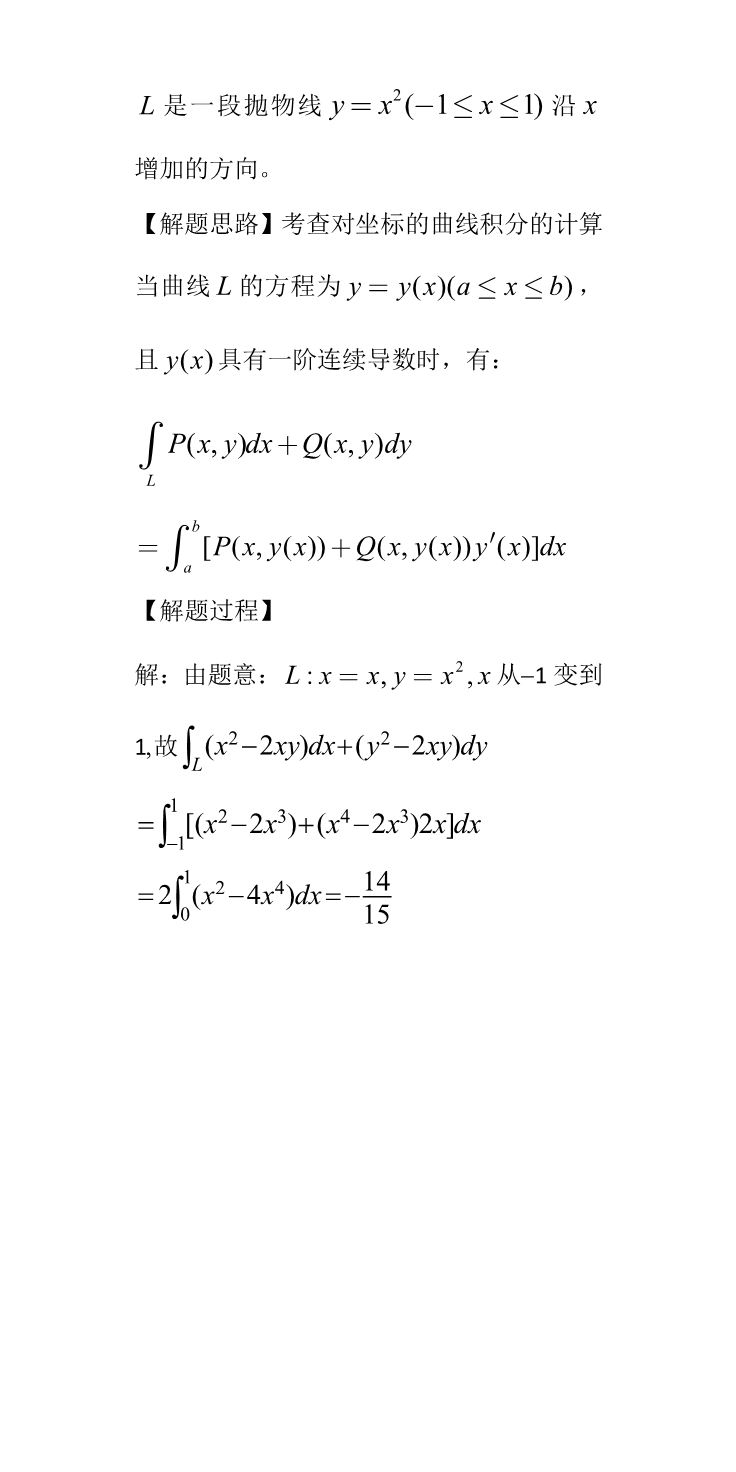 L 是一段抛物线 y = x²(−1 ≤ x ≤ 1) 沿 x
增加的方向。
【解题思路】考查对坐标的曲线积分的计算
当曲线 L 的方程为 y = y(x)(a ≤ x ≤ b)，
且 y(x) 具有一阶连续导数时，有：
∫_L P(x, y)dx + Q(x, y)dy
= ∫_a^b [P(x, y(x)) + Q(x, y(x))y′(x)]dx
【解题过程】
解：由题意：L : x = x, y = x², x 从−1 变到
1,故 ∫_L (x²−2xy)dx+(y²−2xy)dy
= ∫_{−1}^{1} [(x²−2x³)+(x⁴−2x³)2x]dx
= 2∫_0^1 (x²−4x⁴)dx = −14/15